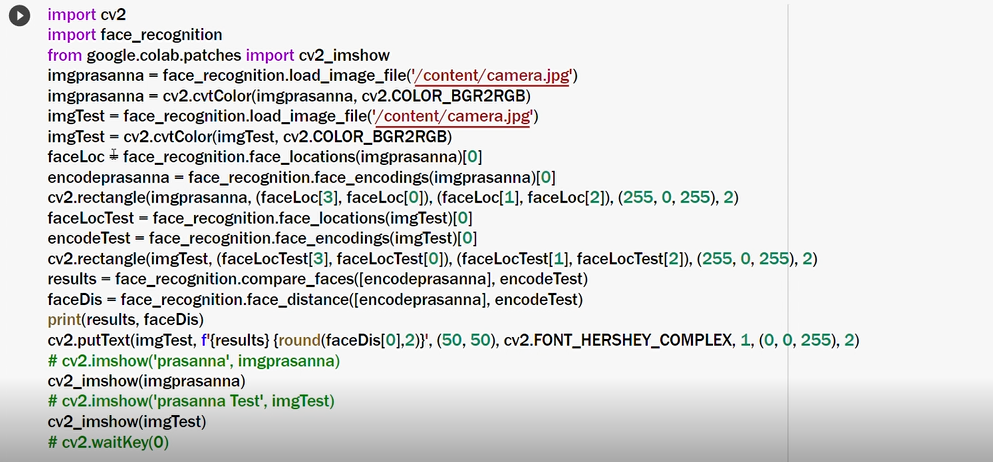 import cv2
import face_recognition
from google.colab.patches import cv2_imshow
imgprasanna = face_recognition.load_image_file('/content/camera.jpg')
imgprasanna = cv2.cvtColor(imgprasanna, cv2.COLOR_BGR2RGB)
imgTest = face_recognition.load_image_file('/content/camera.jpg')
imgTest = cv2.cvtColor(imgTest, cv2.COLOR_BGR2RGB)
faceLoc = face_recognition.face_locations(imgprasanna)[0]
encodeprasanna = face_recognition.face_encodings(imgprasanna)[0]
cv2.rectangle(imgprasanna, (faceLoc[3], faceLoc[0]), (faceLoc[1], faceLoc[2]), (255, 0, 255), 2)
faceLocTest = face_recognition.face_locations(imgTest)[0]
encodeTest = face_recognition.face_encodings(imgTest)[0]
cv2.rectangle(imgTest, (faceLocTest[3], faceLocTest[0]), (faceLocTest[1], faceLocTest[2]), (255, 0, 255), 2)
results = face_recognition.compare_faces([encodeprasanna], encodeTest)
faceDis = face_recognition.face_distance([encodeprasanna], encodeTest)
print(results, faceDis)
cv2.putText(imgTest, f'{results} {round(faceDis[0],2)}', (50, 50), cv2.FONT_HERSHEY_COMPLEX, 1, (0, 0, 255), 2)
# cv2.imshow('prasanna', imgprasanna)
cv2_imshow(imgprasanna)
# cv2.imshow('prasanna Test', imgTest)
cv2_imshow(imgTest)
# cv2.waitKey(0)